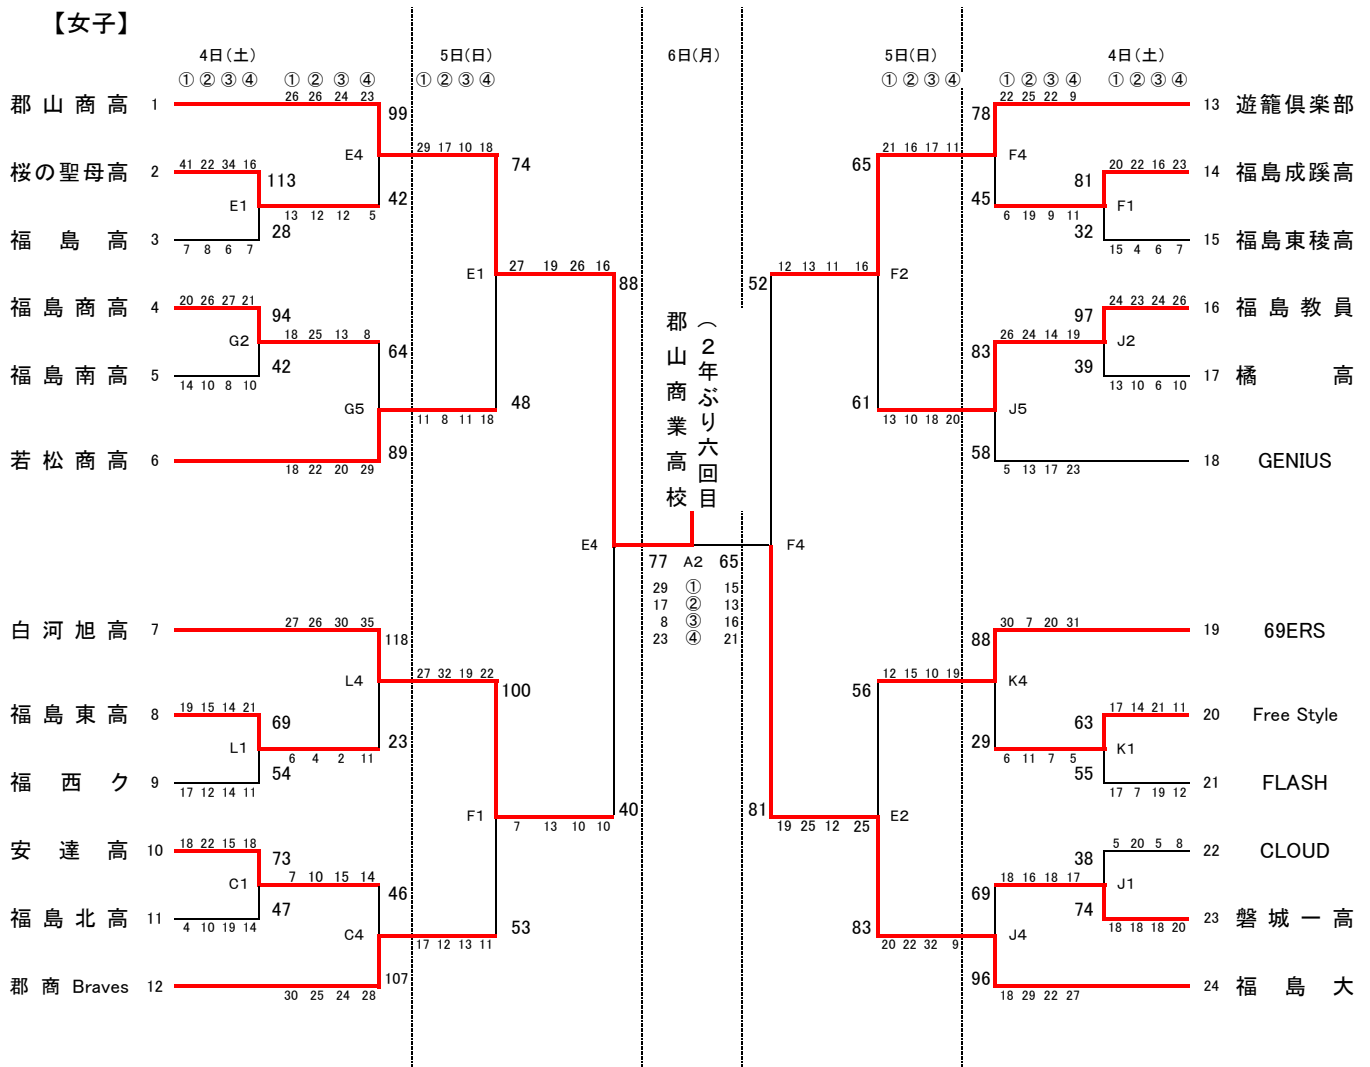 【女子】
4日(土) 5日(日) 6日(月) 5日(日) 4日(土)
① ② ③ ④ ① ② ③ ④ ① ② ③ ④ ① ② ③ ④ ① ② ③ ④ ① ② ③ ④
郡山商高 1 26 26 24 23 99 78 22 25 22 9 13 遊籠倶楽部
E4 29 17 10 18 74 65 21 16 17 11 F4
桜の聖母高 2 41 22 34 16 113 42 45 81 20 22 16 23 14 福島成蹊高
E1 13 12 12 5 6 19 9 11 F1
福島高 3 7 8 6 7 28 32 15 4 6 7 15 福島東稜高
E1 27 19 26 16 88 52 12 13 11 16 F2
福島商高 4 20 26 27 21 94 97 24 23 24 26 16 福島教員
G2 18 25 13 8 64 83 26 24 14 19 J2
福島南高 5 14 10 8 10 42 39 13 10 6 10 17 橘高
G5 11 8 11 18 48 61 13 10 18 20 J5
若松商高 6 18 22 20 29 89 58 5 13 17 23 18 GENIUS
(2年ぶり六回目
郡山商業高校
E4 77 A2 65 F4
29 ① 15
17 ② 13
8 ③ 16
23 ④ 21
白河旭高 7 27 26 30 35 118 88 30 7 20 31 19 69ERS
L4 27 32 19 22 100 56 12 15 10 19 K4
福島東高 8 19 15 14 21 69 23 29 63 17 14 21 11 20 Free Style
L1 6 4 2 11 6 11 7 5 K1
福西ク 9 17 12 14 11 54 55 17 7 19 12 21 FLASH
F1 7 13 10 10 40 81 19 25 12 25 E2
安達高 10 18 22 15 18 73 38 5 20 5 8 22 CLOUD
C1 7 10 15 14 46 69 18 16 18 17 J1
福島北高 11 4 10 19 14 47 74 18 18 18 20 23 磐城一高
C4 17 12 13 11 53 83 20 22 32 9 J4
郡商 Braves 12 30 25 24 28 107 96 18 29 22 27 24 福島大